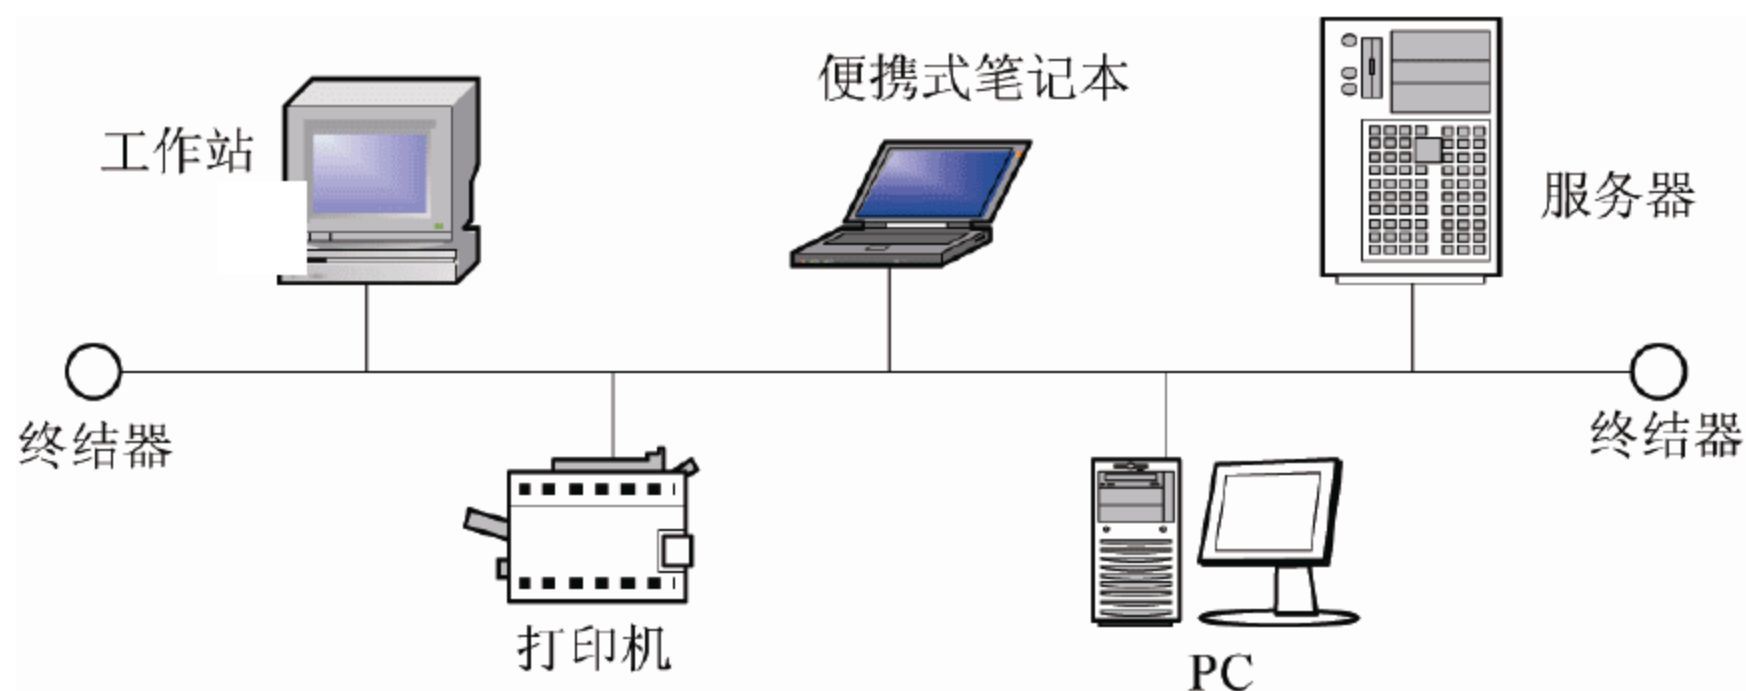 便携式笔记本
工作站
服务器
终结器
终结器
打印机
PC